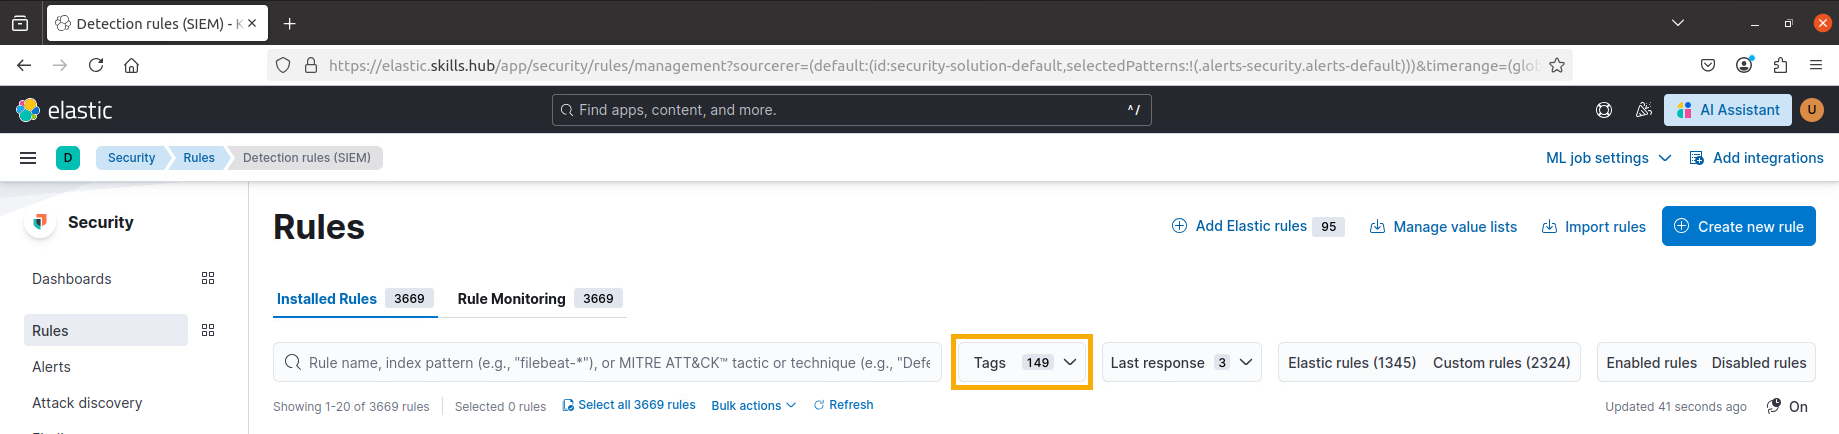 Detection rules (SIEM) - K
https://elastic.skills.hub/app/security/rules/management?sourcerer=(default:(id:security-solution-default,selectedPatterns:!(.alerts-security.alerts-default)))&timerange=(glob
elastic
Find apps, content, and more.
^/
AI Assistant
U
D
Security
Rules
Detection rules (SIEM)
ML job settings
Add integrations
Security
Rules
Add Elastic rules 95
Manage value lists
Import rules
Create new rule
Dashboards
Installed Rules 3669
Rule Monitoring 3669
Rules
Rule name, index pattern (e.g., "filebeat-*"), or MITRE ATT&CK™ tactic or technique (e.g., "Defe
Tags 149
Last response 3
Elastic rules (1345)
Custom rules (2324)
Enabled rules
Disabled rules
Alerts
Showing 1-20 of 3669 rules
Selected 0 rules
Select all 3669 rules
Bulk actions
Refresh
Updated 41 seconds ago
On
Attack discovery